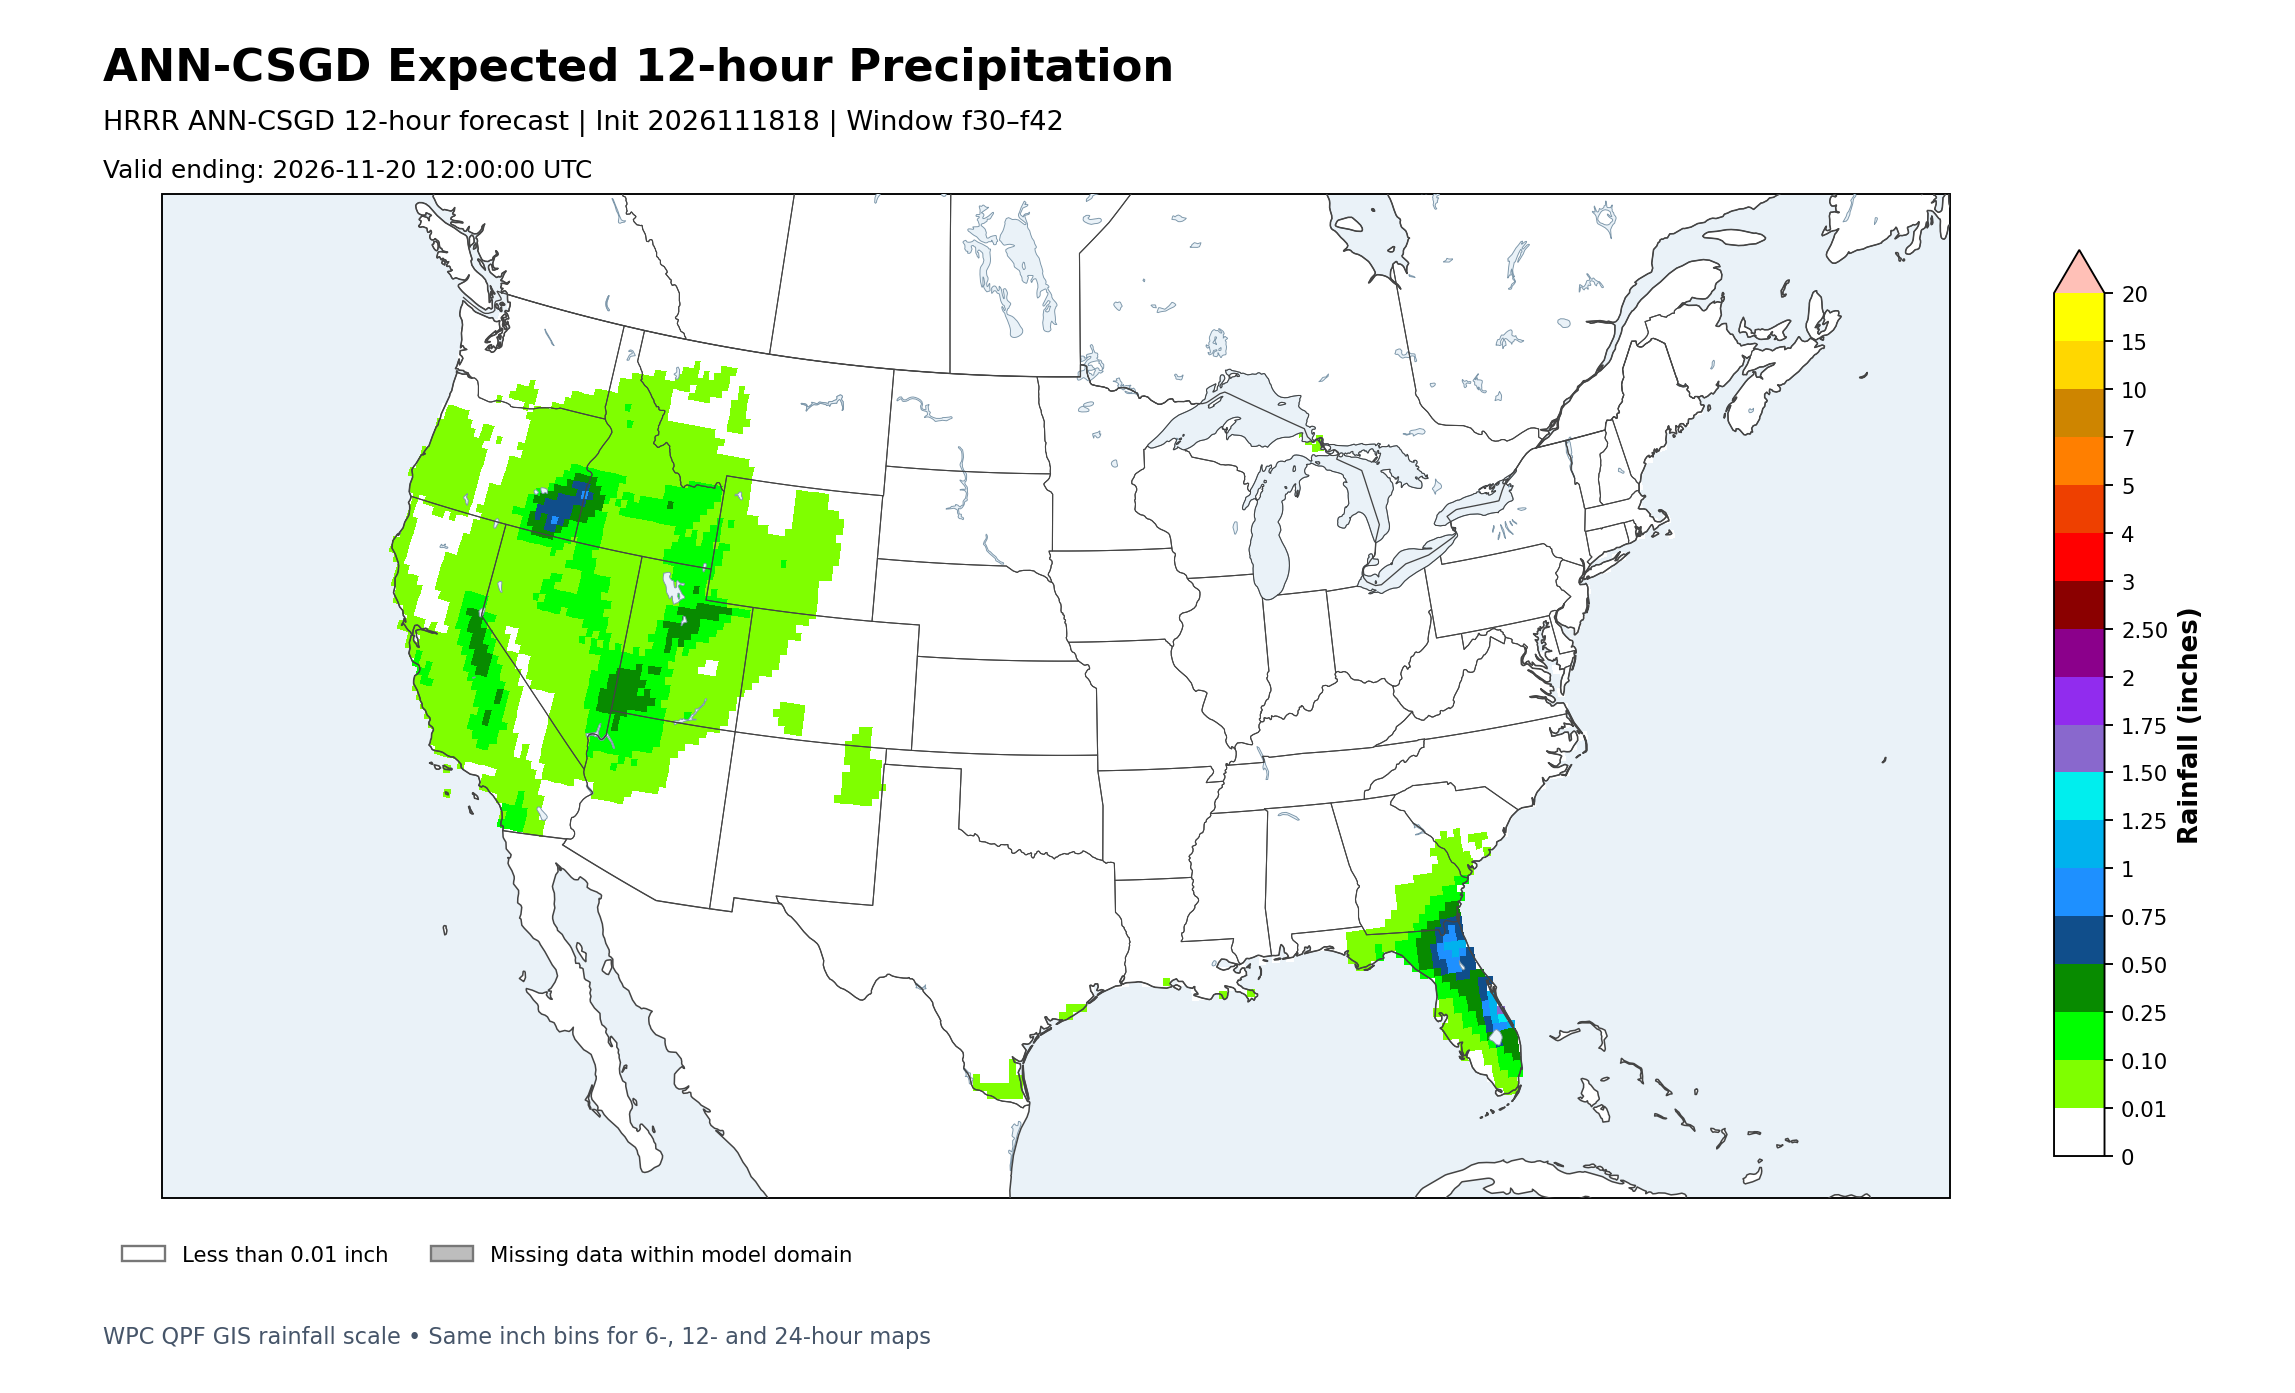 ANN-CSGD Expected 12-hour Precipitation
HRRR ANN-CSGD 12-hour forecast | Init 2026111818 | Window f30–f42
Valid ending: 2026-11-20 12:00:00 UTC
20
15
10
7
5
4
3
2.50
2
1.75
1.50
1.25
1
0.75
0.50
0.25
0.10
0.01
0
Rainfall (inches)
Less than 0.01 inch
Missing data within model domain
WPC QPF GIS rainfall scale • Same inch bins for 6-, 12- and 24-hour maps